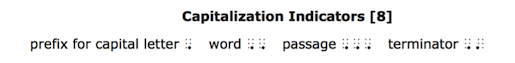 Capitalization Indicators [8]
prefix for capital letter ⠠ word ⠠⠠ passage ⠠⠠⠠ terminator ⠠⠄